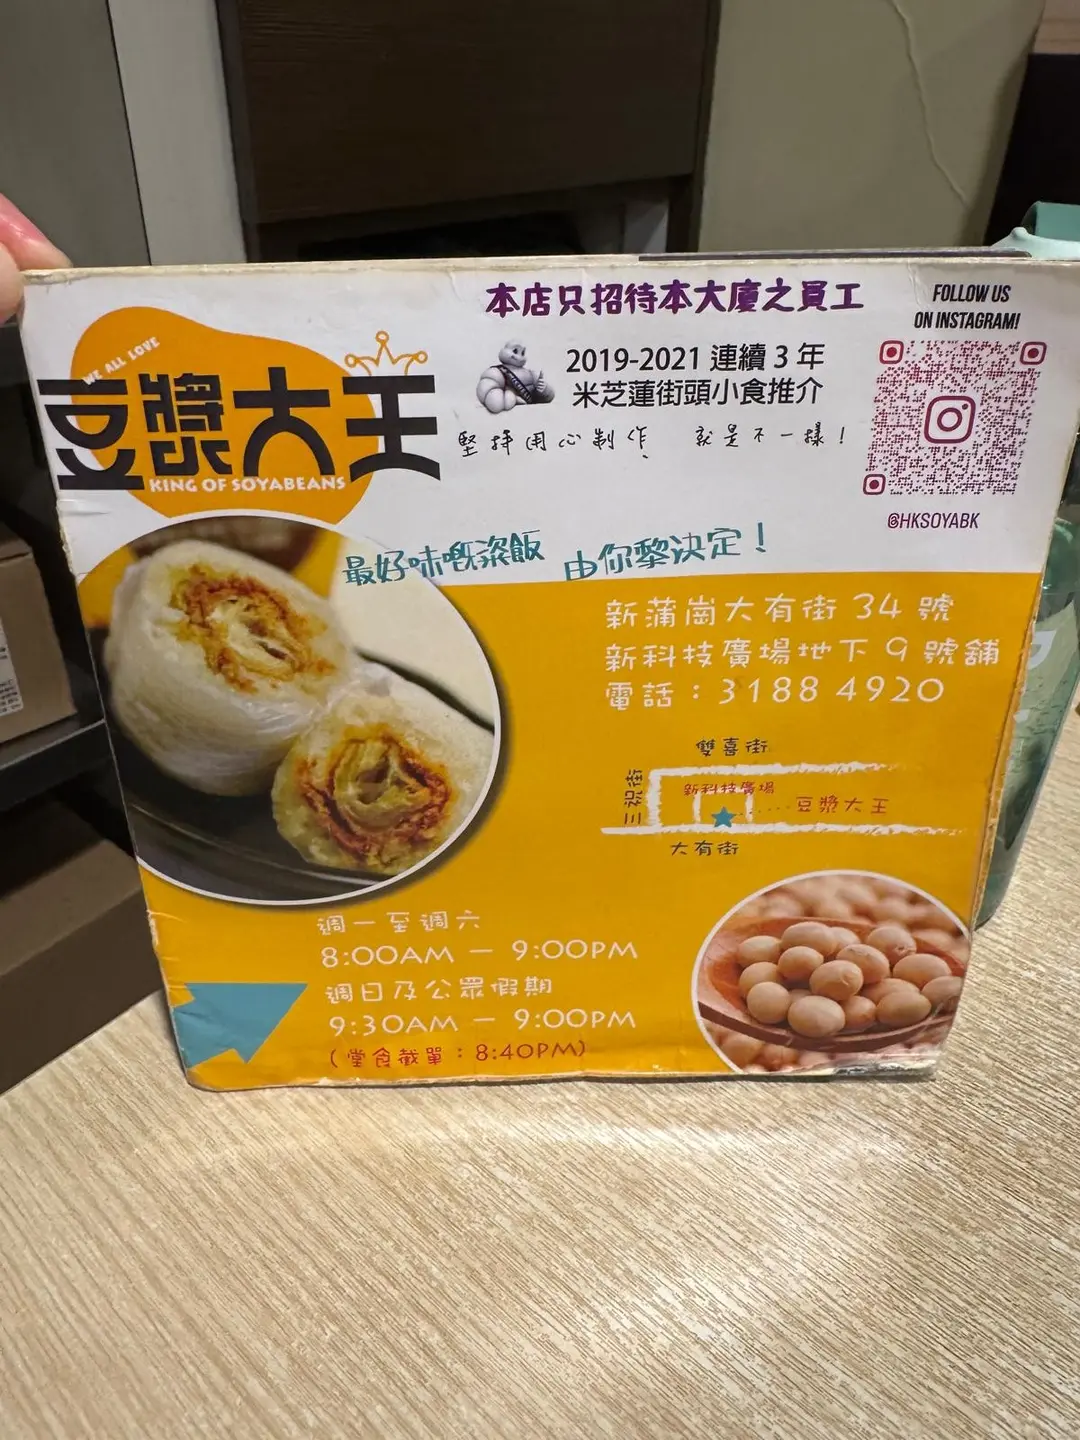 本店只招待本大廈之員工
FOLLOW US
ON INSTAGRAM!
WE ALL LOVE
豆漿大王
KING OF SOYABEANS
2019-2021 連續 3 年
米芝蓮街頭小食推介
堅持用心制作 就是不一樣！
@HKSOYABK
最好味嘅粢飯 由你黎決定！
新蒲崗大有街 34 號
新科技廣場地下 9 號舖
電話：3188 4920
雙喜街
三祝街
新科技廣場
豆漿大王
大有街
週一至週六
8:00AM — 9:00PM
週日及公眾假期
9:30AM — 9:00PM
(堂食截單：8:40PM)